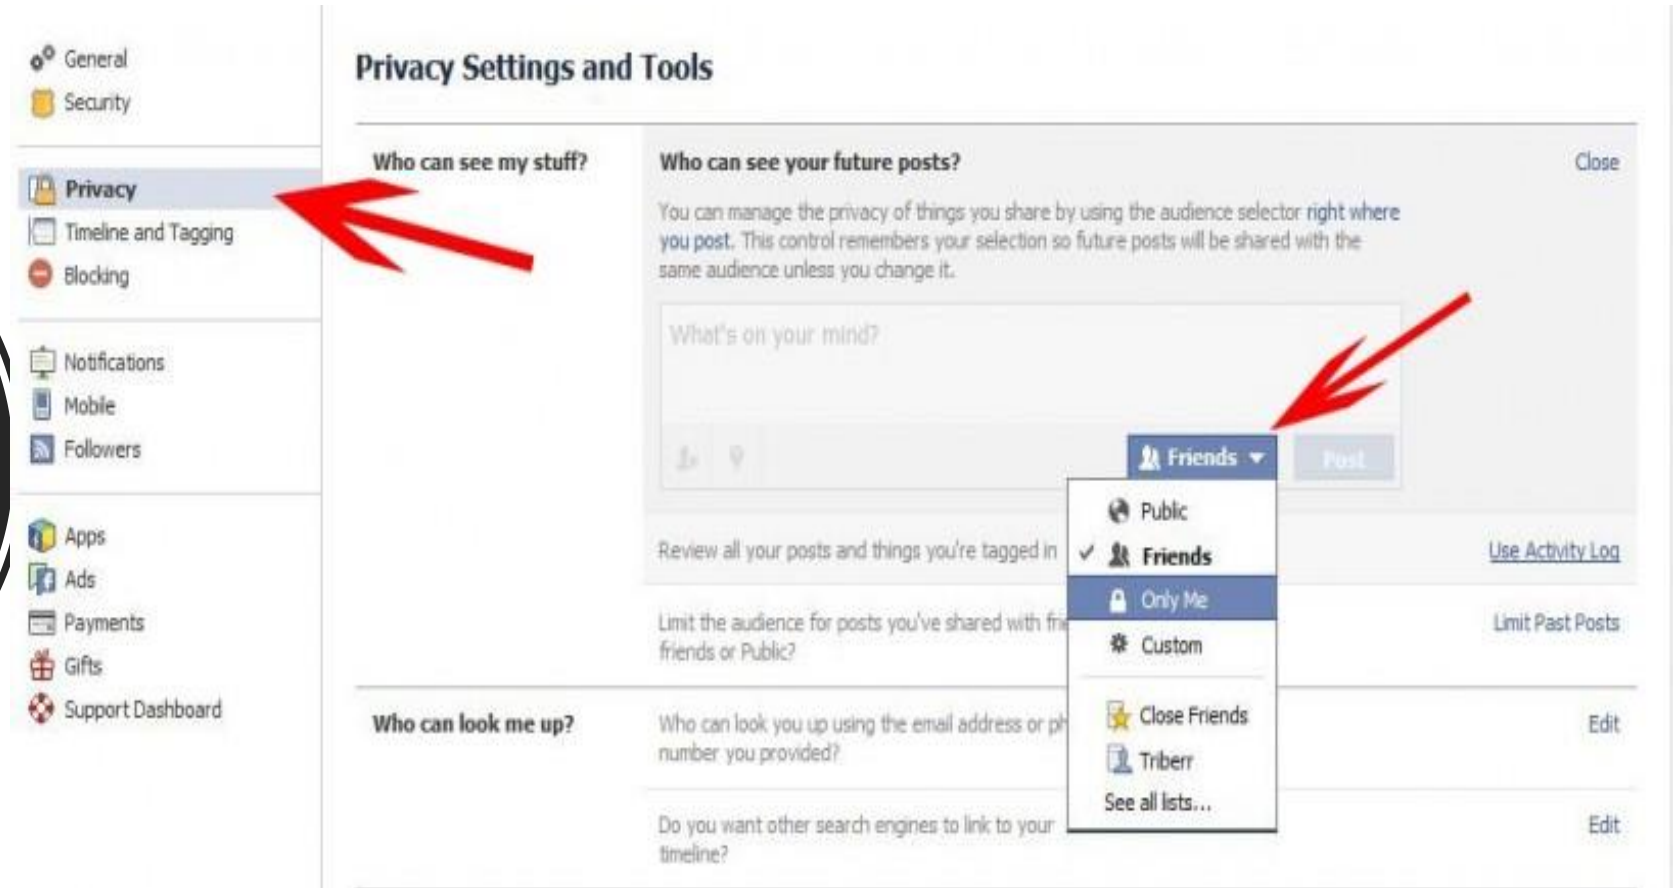 General
Security
Privacy
Timeline and Tagging
Blocking
Notifications
Mobile
Followers
Apps
Ads
Payments
Gifts
Support Dashboard
Privacy Settings and Tools
Who can see my stuff?
Who can see your future posts?
Close
You can manage the privacy of things you share by using the audience selector right where
you post. This control remembers your selection so future posts will be shared with the
same audience unless you change it.
What's on your mind?
Friends
Post
Public
Friends
Only Me
Custom
Close Friends
Triberr
See all lists...
Review all your posts and things you're tagged in
Use Activity Log
Limit the audience for posts you've shared with
friends or Public?
Limit Past Posts
Who can look me up?
Who can look you up using the email address or
number you provided?
Edit
Do you want other search engines to link to your
timeline?
Edit